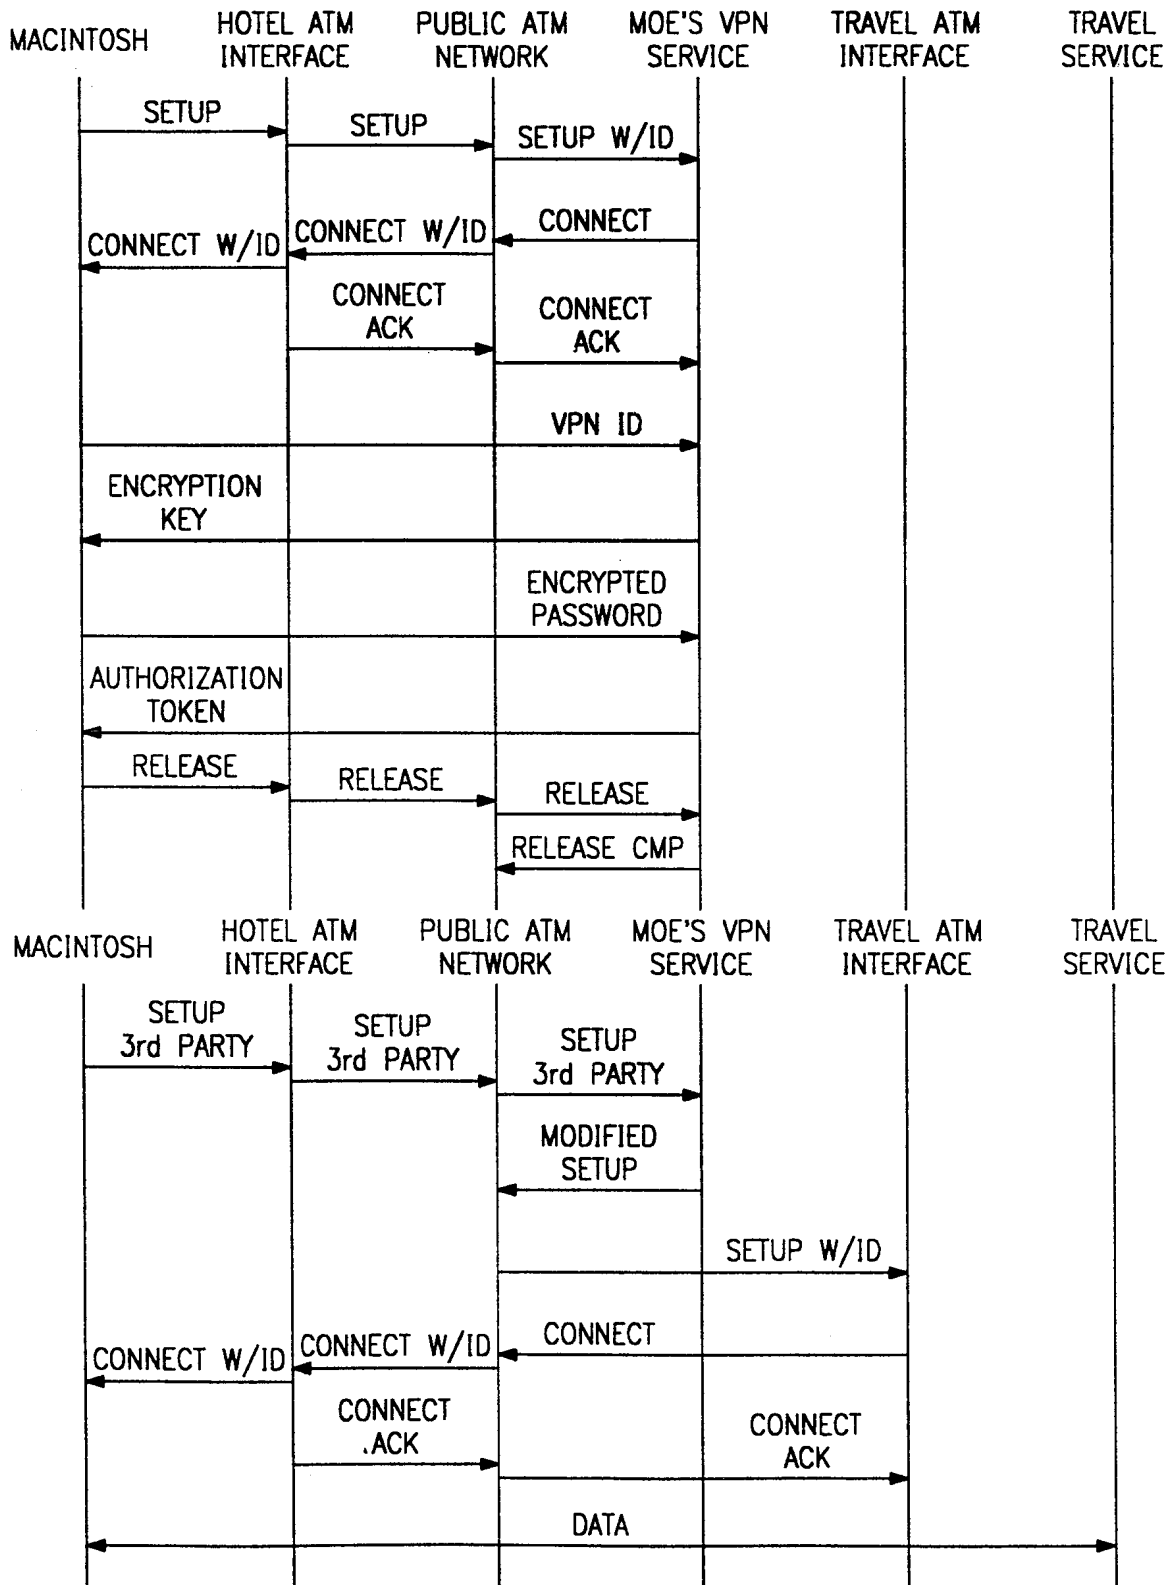 MACINTOSH
HOTEL ATM
INTERFACE
PUBLIC ATM
NETWORK
MOE'S VPN
SERVICE
TRAVEL ATM
INTERFACE
TRAVEL
SERVICE
SETUP
SETUP
SETUP W/ID
CONNECT
CONNECT W/ID
CONNECT W/ID
CONNECT
ACK
CONNECT
ACK
VPN ID
ENCRYPTION
KEY
ENCRYPTED
PASSWORD
AUTHORIZATION
TOKEN
RELEASE
RELEASE
RELEASE
RELEASE CMP
MACINTOSH
HOTEL ATM
INTERFACE
PUBLIC ATM
NETWORK
MOE'S VPN
SERVICE
TRAVEL ATM
INTERFACE
TRAVEL
SERVICE
SETUP
3rd PARTY
SETUP
3rd PARTY
SETUP
3rd PARTY
MODIFIED
SETUP
SETUP W/ID
CONNECT
CONNECT W/ID
CONNECT W/ID
CONNECT
ACK
CONNECT
ACK
DATA